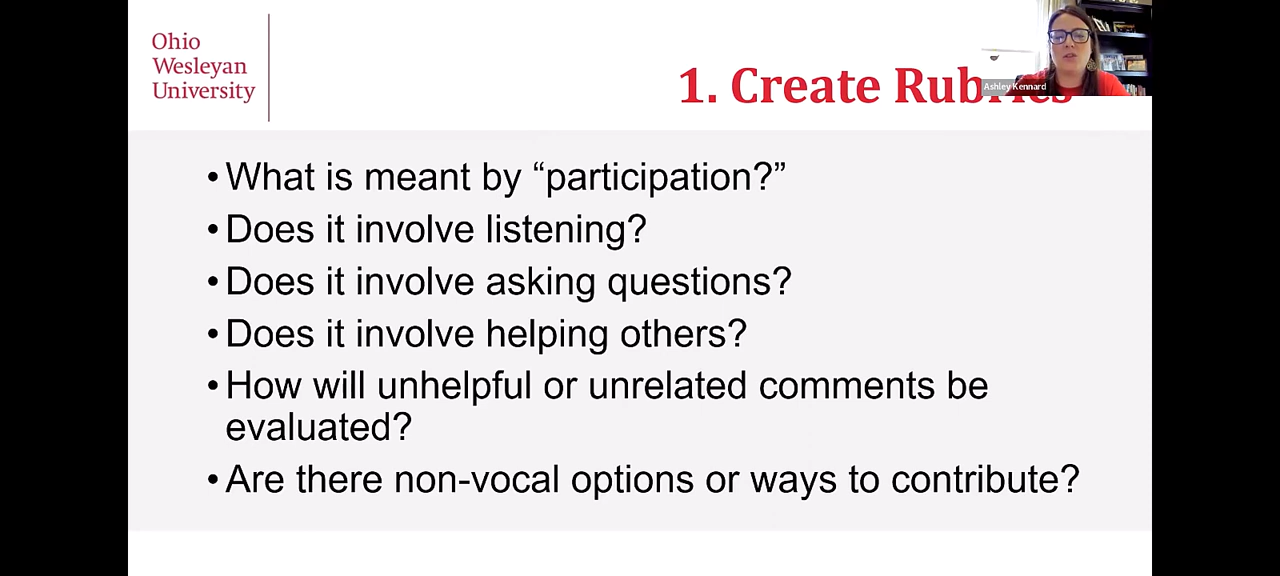 Ohio
Wesleyan
University
1. Create Rubrics
Ashley Kennard
• What is meant by “participation?”
• Does it involve listening?
• Does it involve asking questions?
• Does it involve helping others?
• How will unhelpful or unrelated comments be
evaluated?
• Are there non-vocal options or ways to contribute?